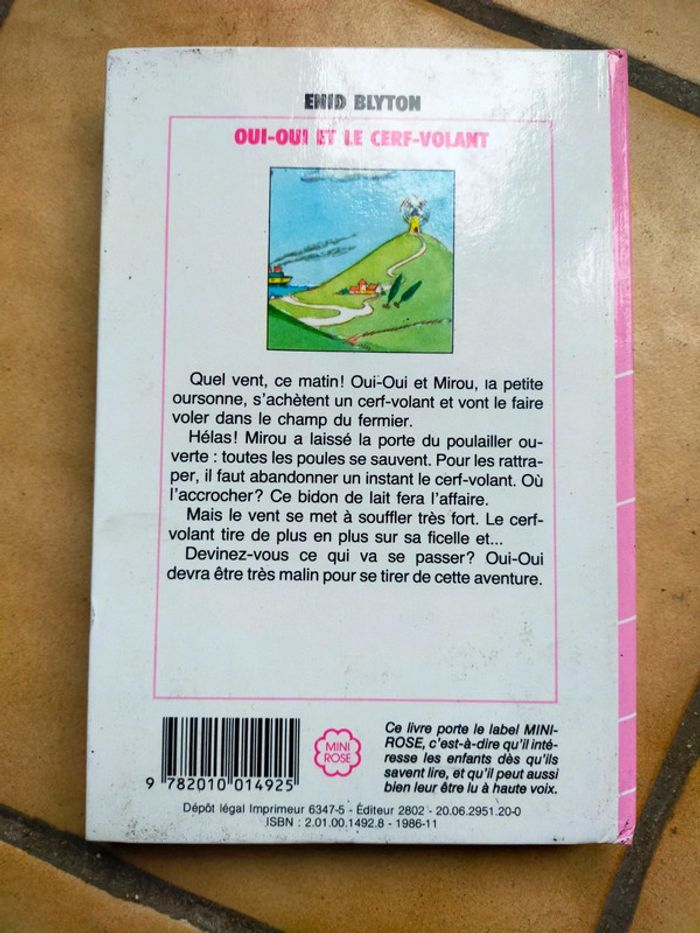 ENID BLYTON
OUI-OUI ET LE CERF-VOLANT
Quel vent, ce matin! Oui-Oui et Mirou, la petite
oursonne, s'achètent un cerf-volant et vont le faire
voler dans le champ du fermier.
Hélas! Mirou a laissé la porte du poulailler ou-
verte : toutes les poules se sauvent. Pour les rattra-
per, il faut abandonner un instant le cerf-volant. Où
l'accrocher? Ce bidon de lait fera l'affaire.
Mais le vent se met à souffler très fort. Le cerf-
volant tire de plus en plus sur sa ficelle et...
Devinez-vous ce qui va se passer? Oui-Oui
devra être très malin pour se tirer de cette aventure.
9 782010 014925
MINI
ROSE
Ce livre porte le label MINI-
ROSE, c'est-à-dire qu'il inté-
resse les enfants dès qu'ils
savent lire, et qu'il peut aussi
bien leur être lu à haute voix.
Dépôt légal Imprimeur 6347-5 - Éditeur 2802 - 20.06.2951.20-0
ISBN : 2.01.00.1492.8 - 1986-11